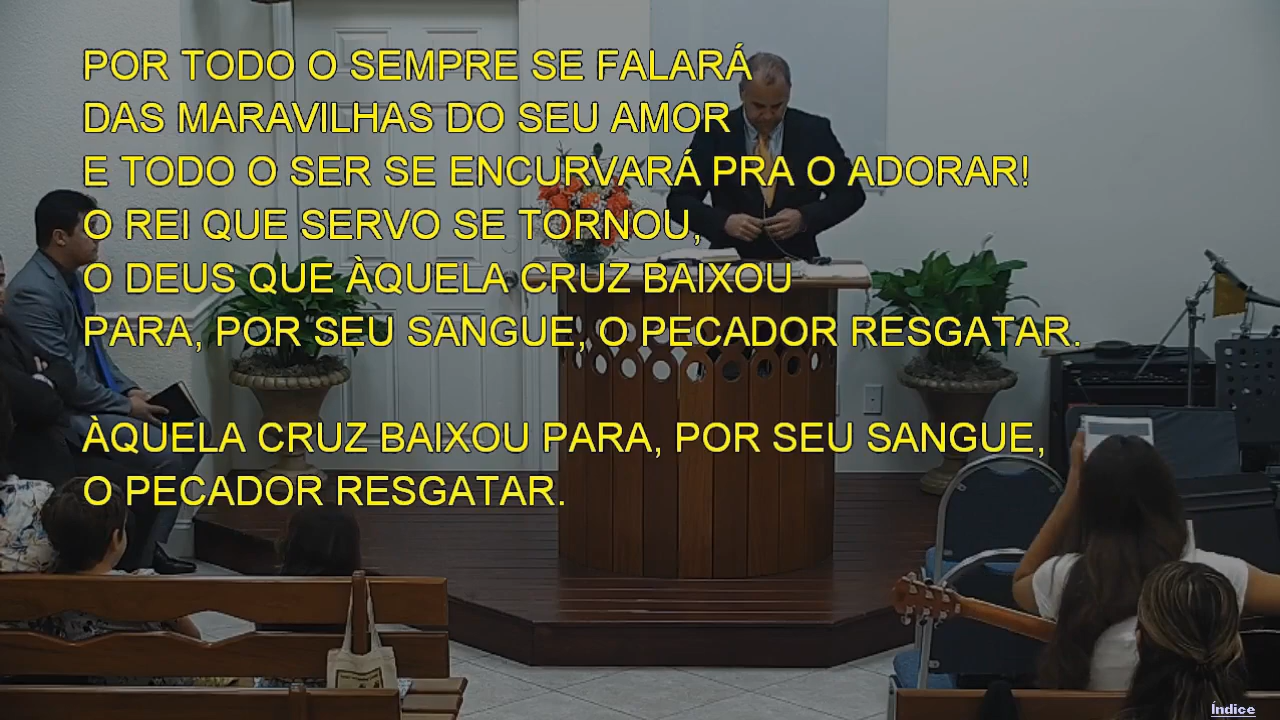 POR TODO O SEMPRE SE FALARÁ
DAS MARAVILHAS DO SEU AMOR
E TODO O SER SE ENCURVARÁ PRA O ADORAR!
O REI QUE SERVO SE TORNOU,
O DEUS QUE ÀQUELA CRUZ BAIXOU
PARA, POR SEU SANGUE, O PECADOR RESGATAR.
ÀQUELA CRUZ BAIXOU PARA, POR SEU SANGUE,
O PECADOR RESGATAR.
Índice